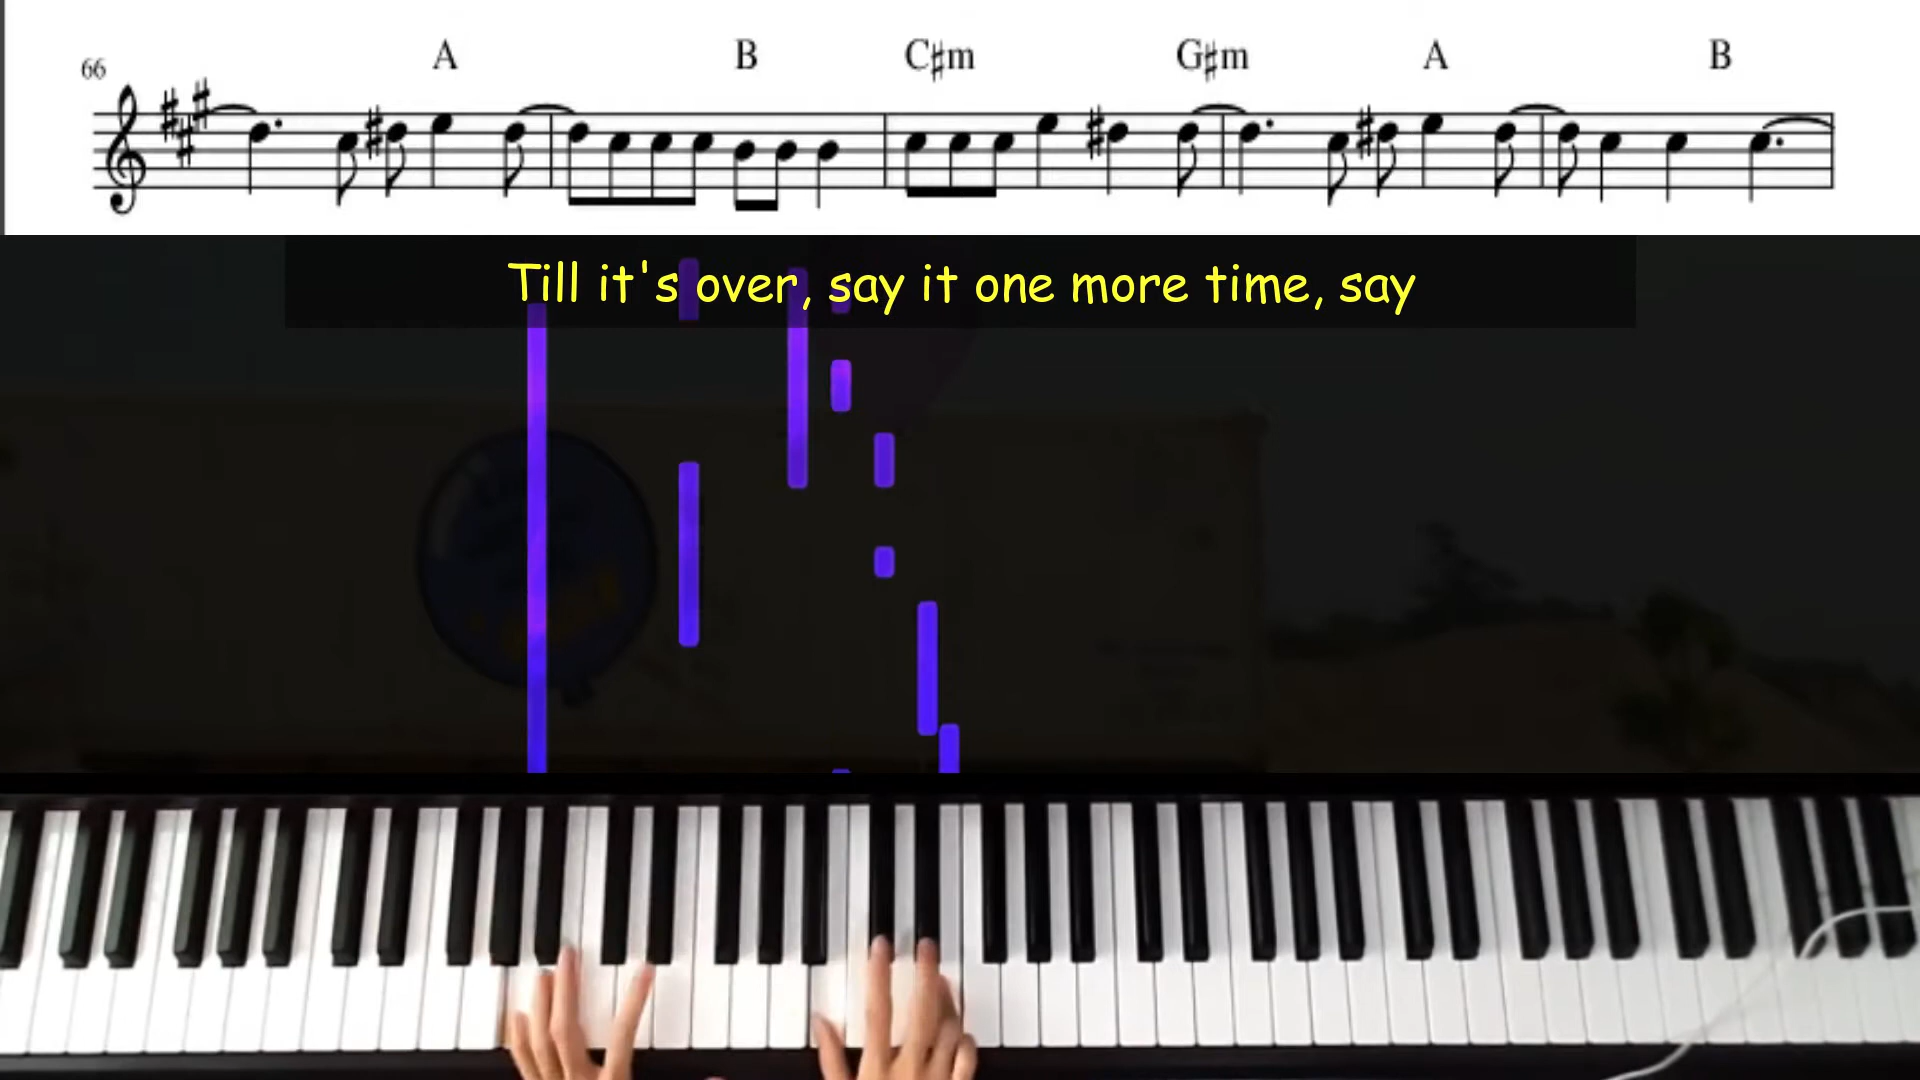 66 A B C♯m G♯m A B
Till it's over, say it one more time, say